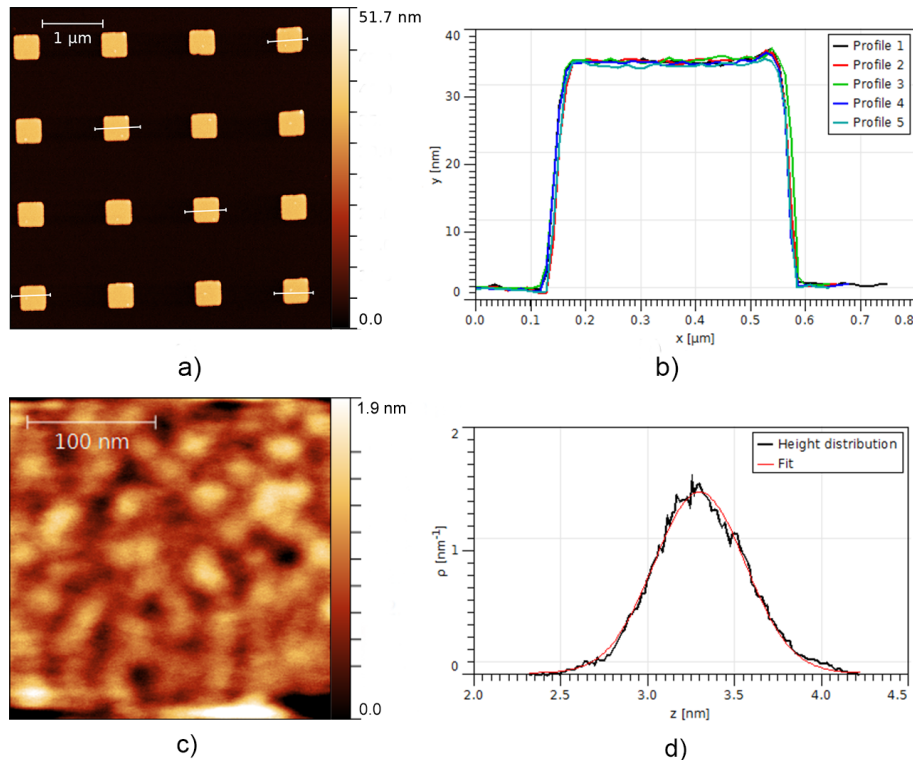 1 µm
51.7 nm
0.0
a)
40
30
20
10
0
y [nm]
0.0 0.1 0.2 0.3 0.4 0.5 0.6 0.7 0.8
x [µm]
Profile 1
Profile 2
Profile 3
Profile 4
Profile 5
b)
100 nm
1.9 nm
0.0
c)
2
1
0
ρ [nm⁻¹]
2.0 2.5 3.0 3.5 4.0 4.5
z [nm]
Height distribution
Fit
d)